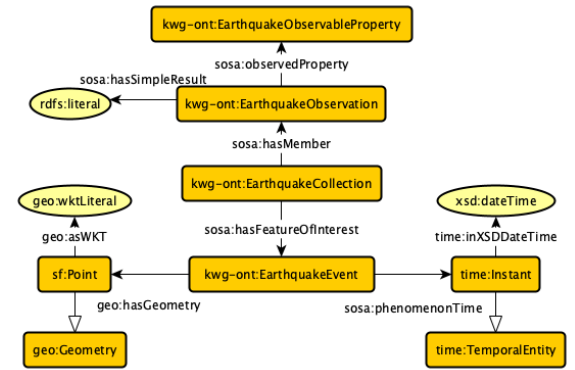 kwg-ont:EarthquakeObservableProperty
sosa:observedProperty
sosa:hasSimpleResult
rdfs:literal
kwg-ont:EarthquakeObservation
sosa:hasMember
kwg-ont:EarthquakeCollection
geo:wktLiteral
xsd:dateTime
sosa:hasFeatureOfInterest
geo:asWKT
time:inXSDDateTime
sf:Point
kwg-ont:EarthquakeEvent
time:Instant
geo:hasGeometry
sosa:phenomenonTime
geo:Geometry
time:TemporalEntity